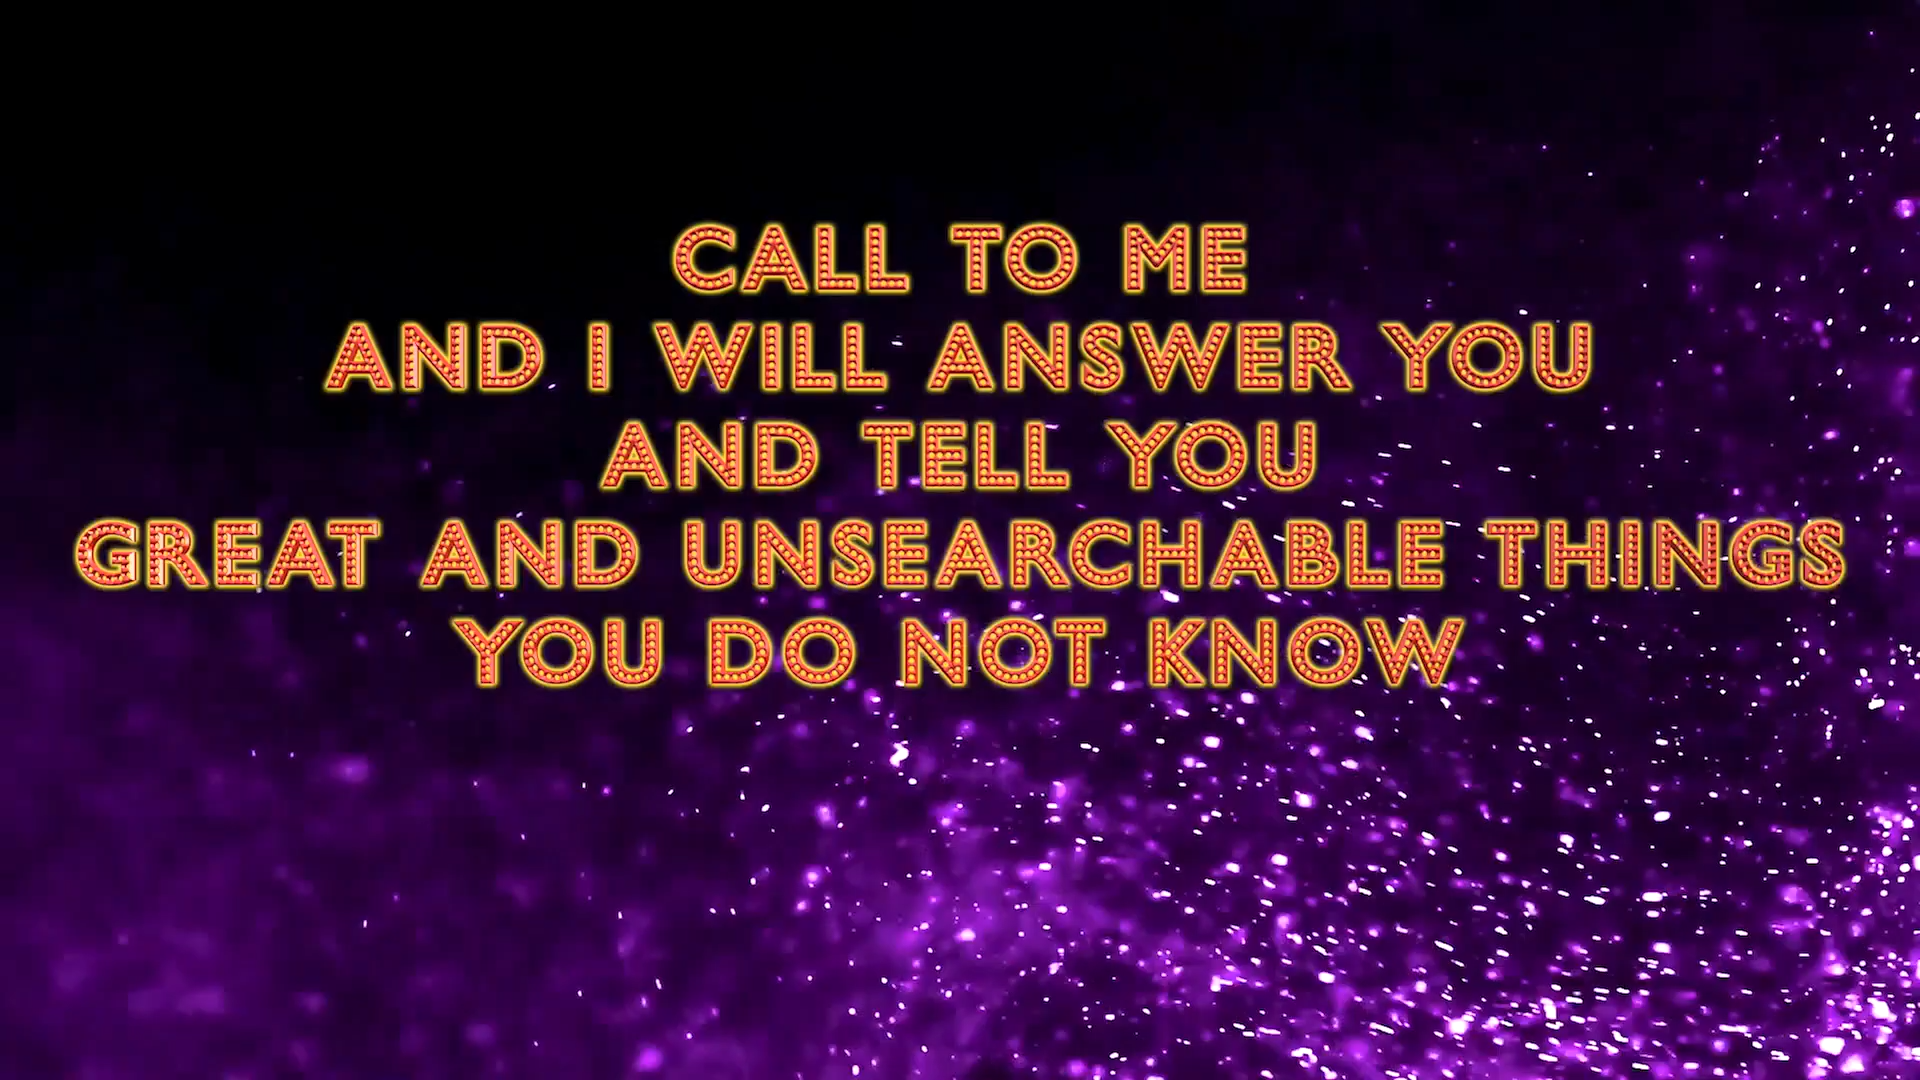 CALL TO ME
AND I WILL ANSWER YOU
AND TELL YOU
GREAT AND UNSEARCHABLE THINGS
YOU DO NOT KNOW